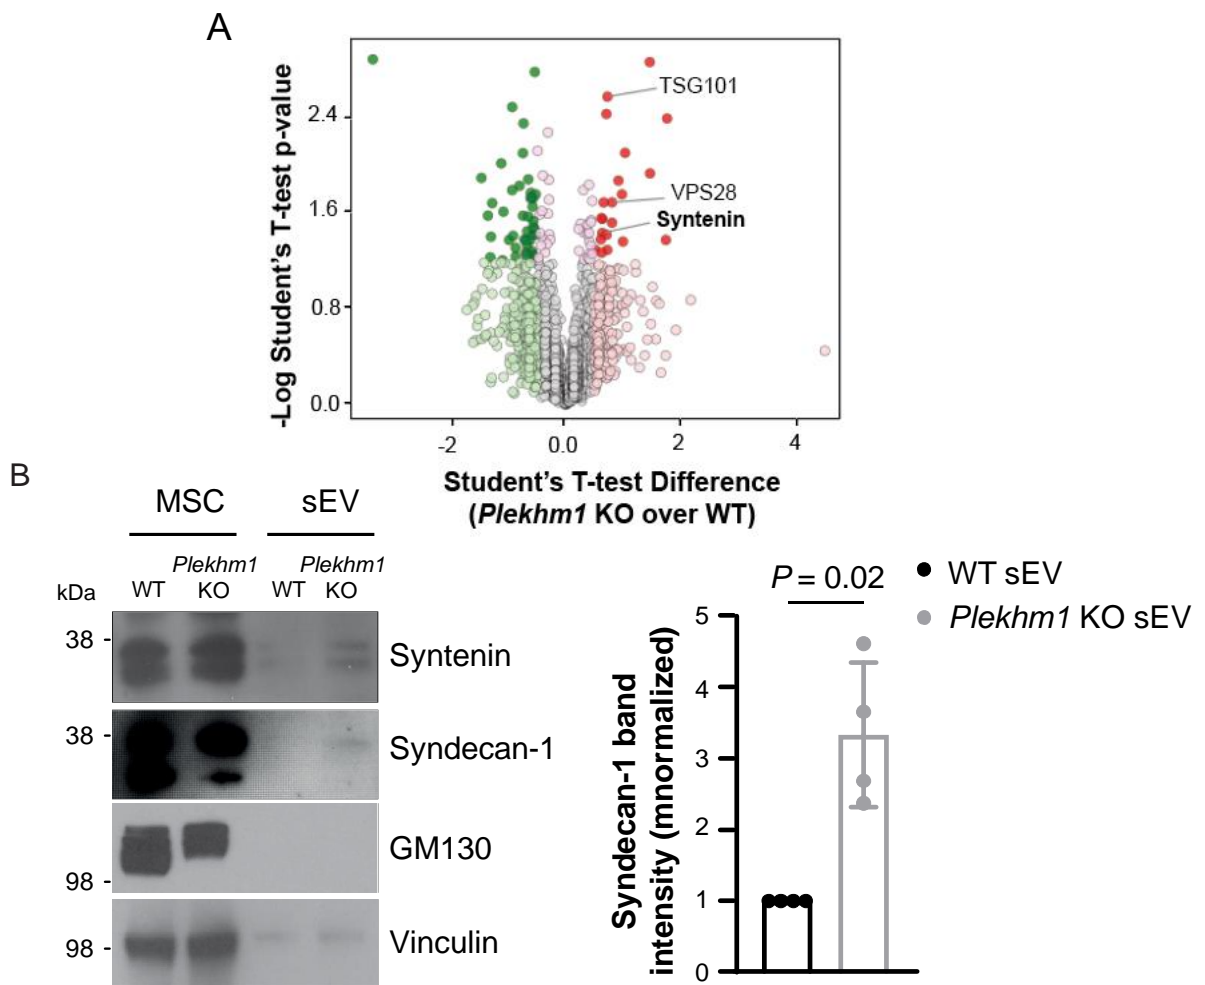 A
-Log Student's T-test p-value
2.4
1.6
0.8
0.0
TSG101
VPS28
Syntenin
-2
0.0
2
4
Student's T-test Difference
(Plekhm1 KO over WT)
B
MSC
sEV
kDa
WT
Plekhm1
KO
WT
Plekhm1
KO
38
Syntenin
38
Syndecan-1
GM130
98
98
Vinculin
P = 0.02
WT sEV
Plekhm1 KO sEV
Syndecan-1 band
intensity (mnormalized)
5
4
3
2
1
0